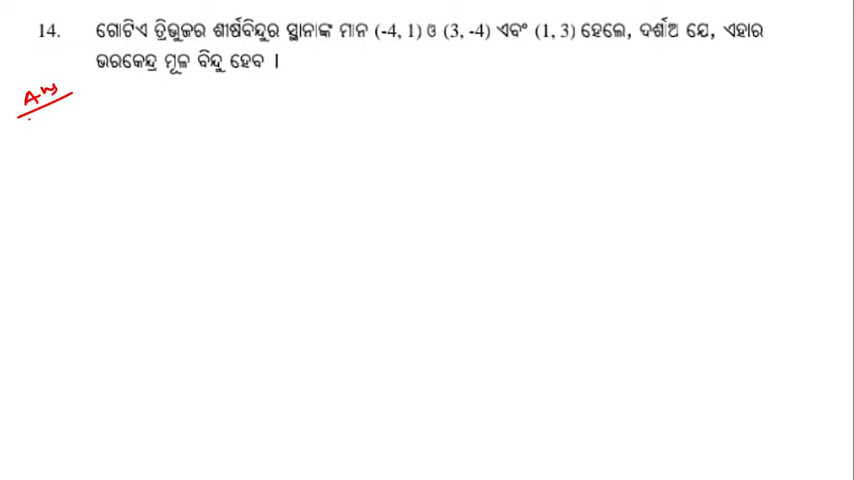 14. ଗୋଟିଏ ତ୍ରିଭୁଜର ଶୀର୍ଷବିନ୍ଦୁର ସ୍ଥାନାଙ୍କ ମାନ (-4, 1) ଓ (3, -4) ଏବଂ (1, 3) ହେଲେ, ଦର୍ଶାଅ ଯେ, ଏହାର
ଭରକେନ୍ଦ୍ର ମୂଳ ବିନ୍ଦୁ ହେବ ।
Ans